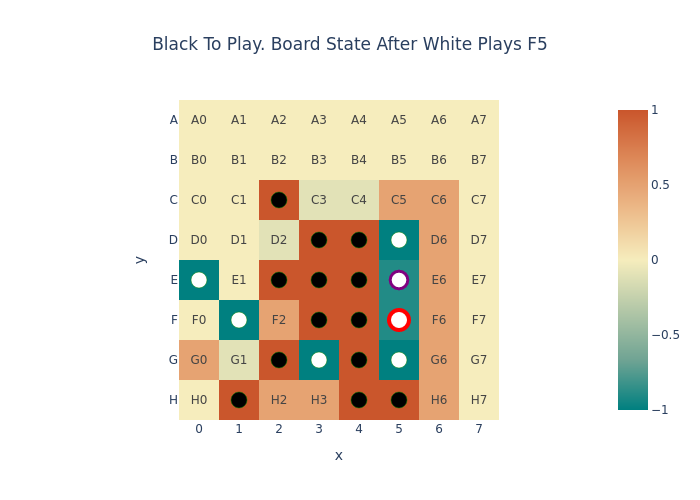 Black To Play. Board State After White Plays F5
A A0 A1 A2 A3 A4 A5 A6 A7 1
B B0 B1 B2 B3 B4 B5 B6 B7
C C0 C1 C3 C4 C5 C6 C7 0.5
D D0 D1 D2 D6 D7
y
E E1 E6 E7 0
F F0 F2 F6 F7 −0.5
G G0 G1 G6 G7
H H0 H2 H3 H6 H7 −1
0 1 2 3 4 5 6 7
x